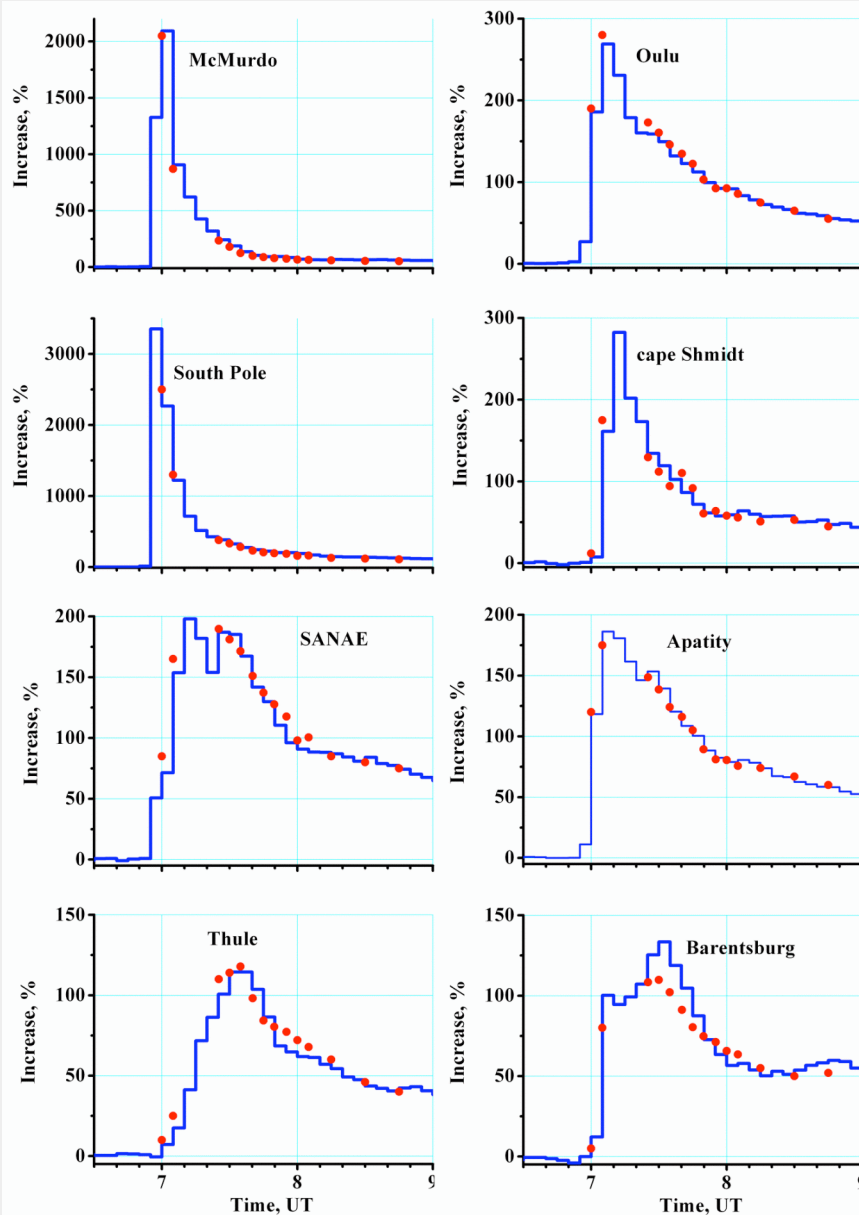 McMurdo
Increase, %
2000
1500
1000
500
0
Oulu
Increase, %
300
200
100
0
South Pole
Increase, %
3000
2000
1000
0
cape Shmidt
Increase, %
300
200
100
0
SANAE
Increase, %
200
150
100
50
0
Apatity
Increase, %
200
150
100
50
0
Thule
Increase, %
150
100
50
0
7 8 9
Time, UT
Barentsburg
Increase, %
150
100
50
0
7 8
Time, UT